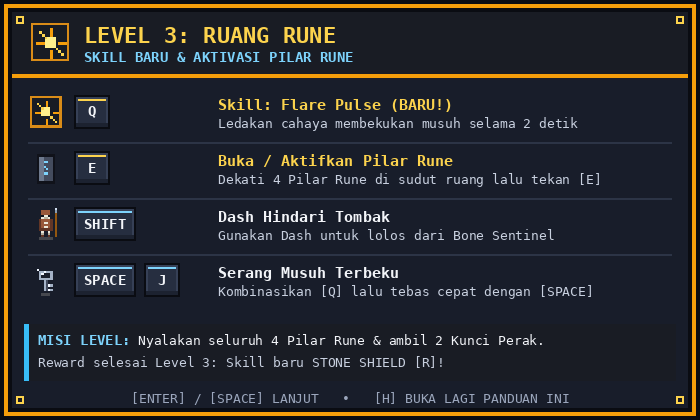 LEVEL 3: RUANG RUNE
SKILL BARU & AKTIVASI PILAR RUNE
Q
Skill: Flare Pulse (BARU!)
Ledakan cahaya membekukan musuh selama 2 detik
E
Buka / Aktifkan Pilar Rune
Dekati 4 Pilar Rune di sudut ruang lalu tekan [E]
SHIFT
Dash Hindari Tombak
Gunakan Dash untuk lolos dari Bone Sentinel
SPACE J
Serang Musuh Terbeku
Kombinasikan [Q] lalu tebas cepat dengan [SPACE]
MISI LEVEL: Nyalakan seluruh 4 Pilar Rune & ambil 2 Kunci Perak.
Reward selesai Level 3: Skill baru STONE SHIELD [R]!
[ENTER] / [SPACE] LANJUT • [H] BUKA LAGI PANDUAN INI